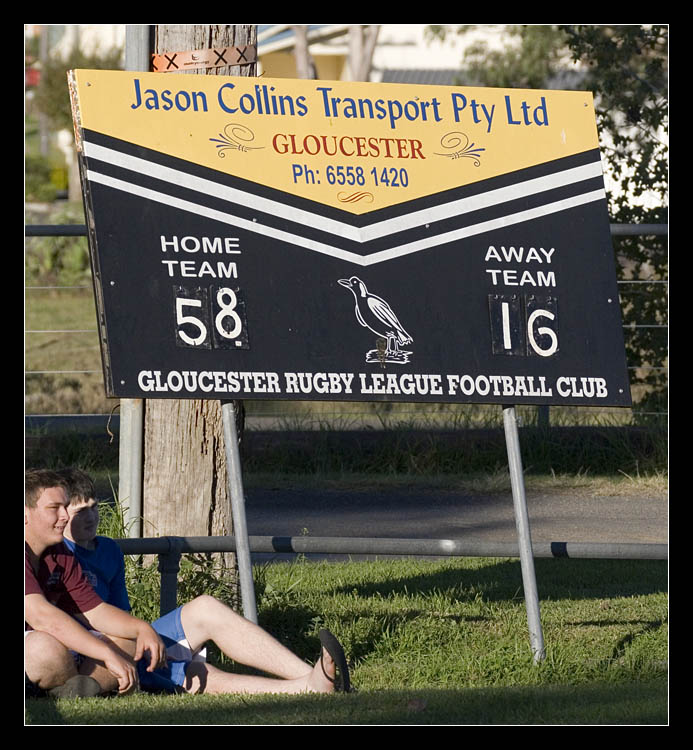 Jason Collins Transport Pty Ltd
GLOUCESTER
Ph: 6558 1420
HOME
TEAM
58
AWAY
TEAM
16
GLOUCESTER RUGBY LEAGUE FOOTBALL CLUB